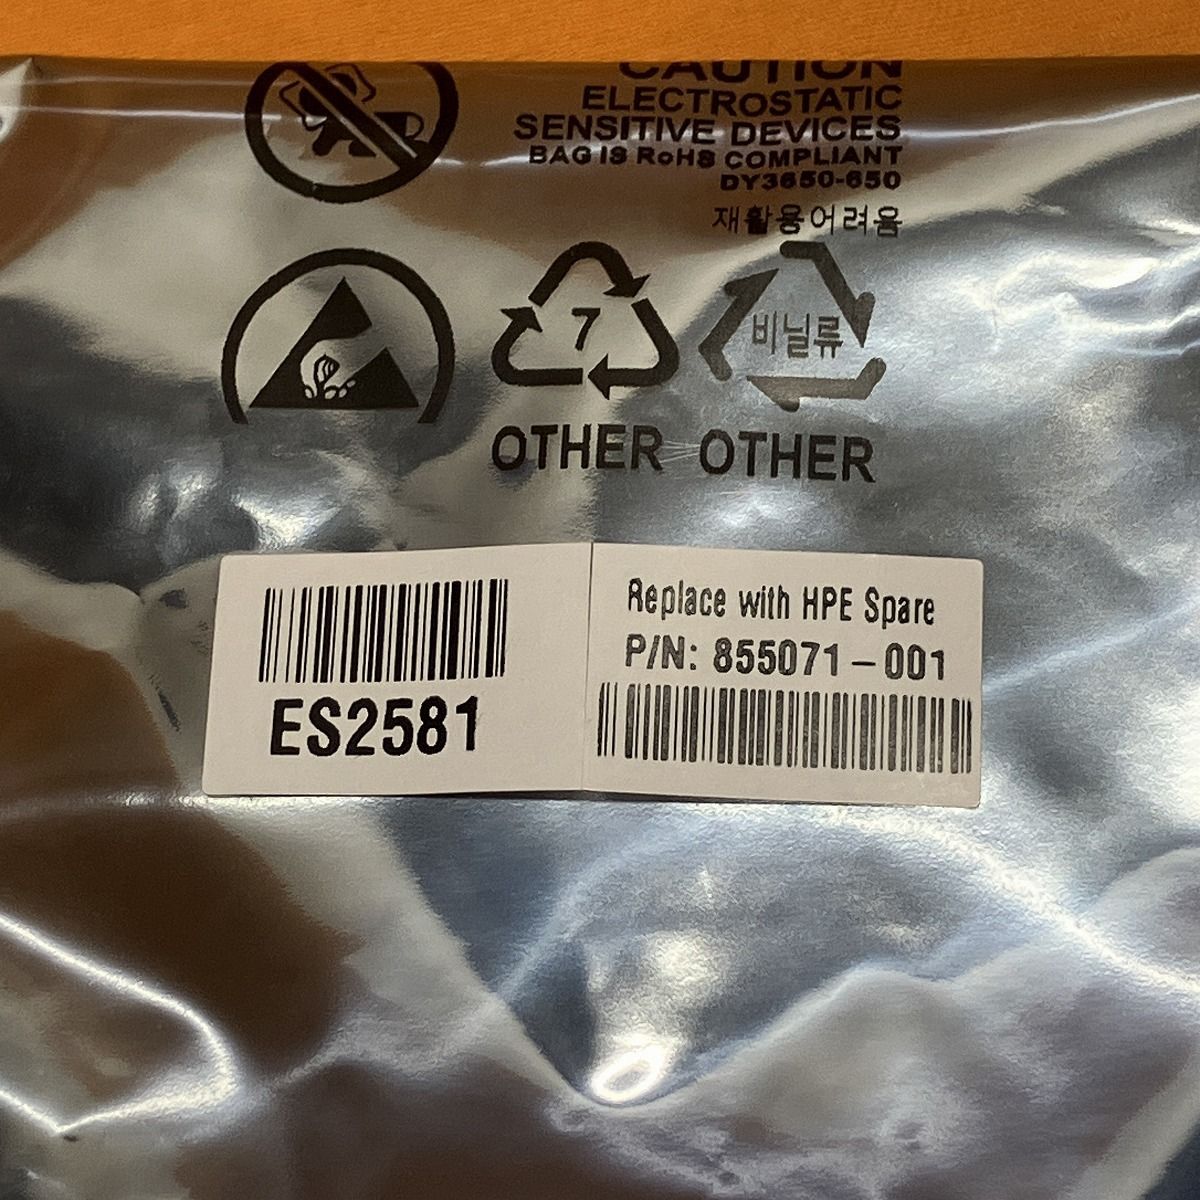 CAUTION
ELECTROSTATIC
SENSITIVE DEVICES
BAG IS RoHS COMPLIANT
DY3650-650
재활용어려움
7
비닐류
OTHER OTHER
ES2581
Replace with HPE Spare
P/N: 855071-001